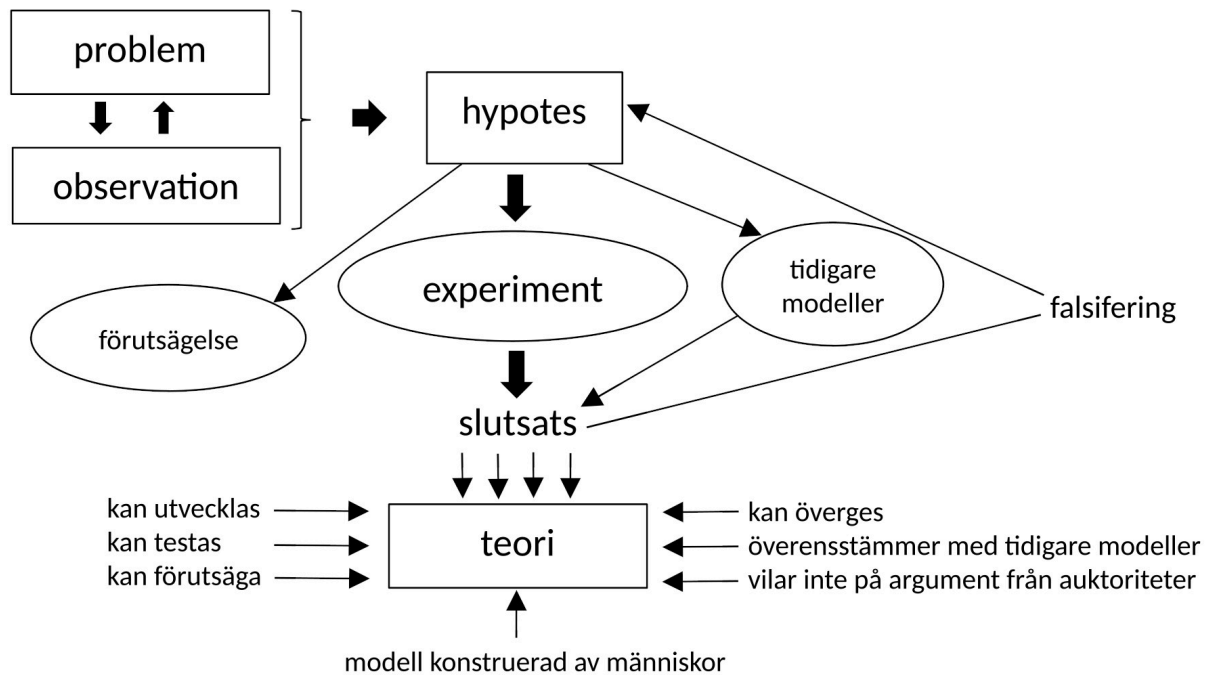 problem
observation
hypotes
experiment
tidigare
modeller
falsifering
förutsägelse
slutsats
teori
kan utvecklas
kan testas
kan förutsäga
kan överges
överensstämmer med tidigare modeller
vilar inte på argument från auktoriteter
modell konstruerad av människor